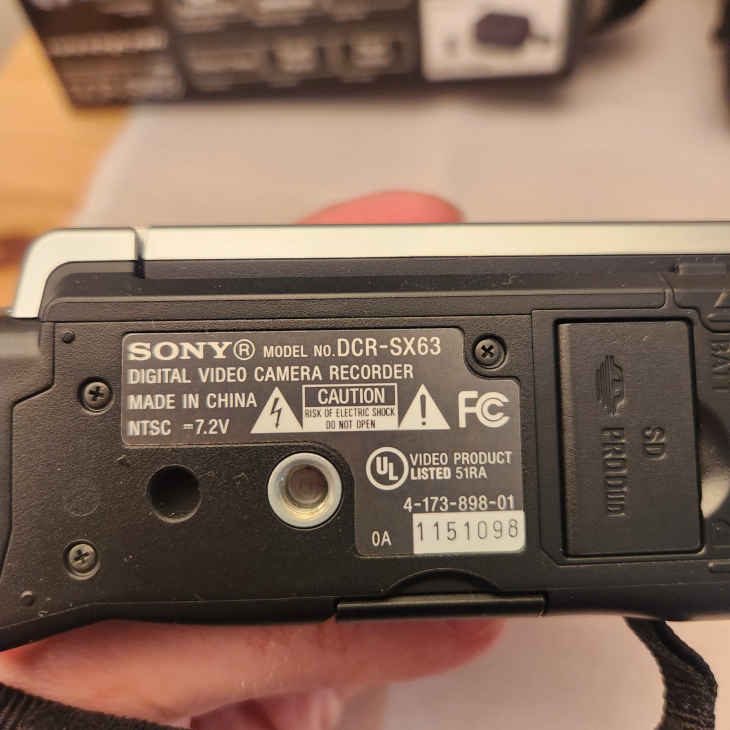 SONY® MODEL NO.DCR-SX63
DIGITAL VIDEO CAMERA RECORDER
MADE IN CHINA
NTSC ⎓7.2V
CAUTION
RISK OF ELECTRIC SHOCK
DO NOT OPEN
FC
UL
VIDEO PRODUCT
LISTED 51RA
4-173-898-01
0A 1151098
SD
PRO Duo
BATT